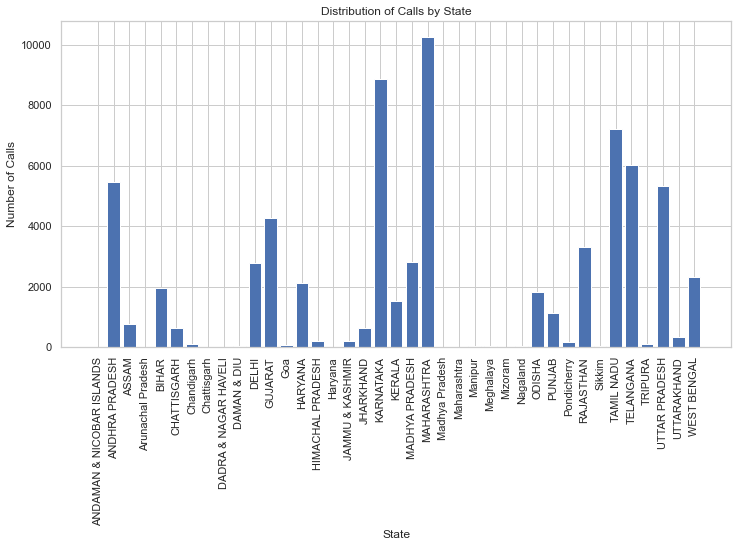 Distribution of Calls by State
Number of Calls
10000
8000
6000
4000
2000
0
ANDAMAN & NICOBAR ISLANDS
ANDHRA PRADESH
ASSAM
Arunachal Pradesh
BIHAR
CHATTISGARH
Chandigarh
Chattisgarh
DADRA & NAGAR HAVELI
DAMAN & DIU
DELHI
GUJARAT
Goa
HARYANA
HIMACHAL PRADESH
Haryana
JAMMU & KASHMIR
JHARKHAND
KARNATAKA
KERALA
MADHYA PRADESH
MAHARASHTRA
Madhya Pradesh
Maharashtra
Manipur
Meghalaya
Mizoram
Nagaland
ODISHA
PUNJAB
Pondicherry
RAJASTHAN
Sikkim
TAMIL NADU
TELANGANA
TRIPURA
UTTAR PRADESH
UTTARAKHAND
WEST BENGAL
State